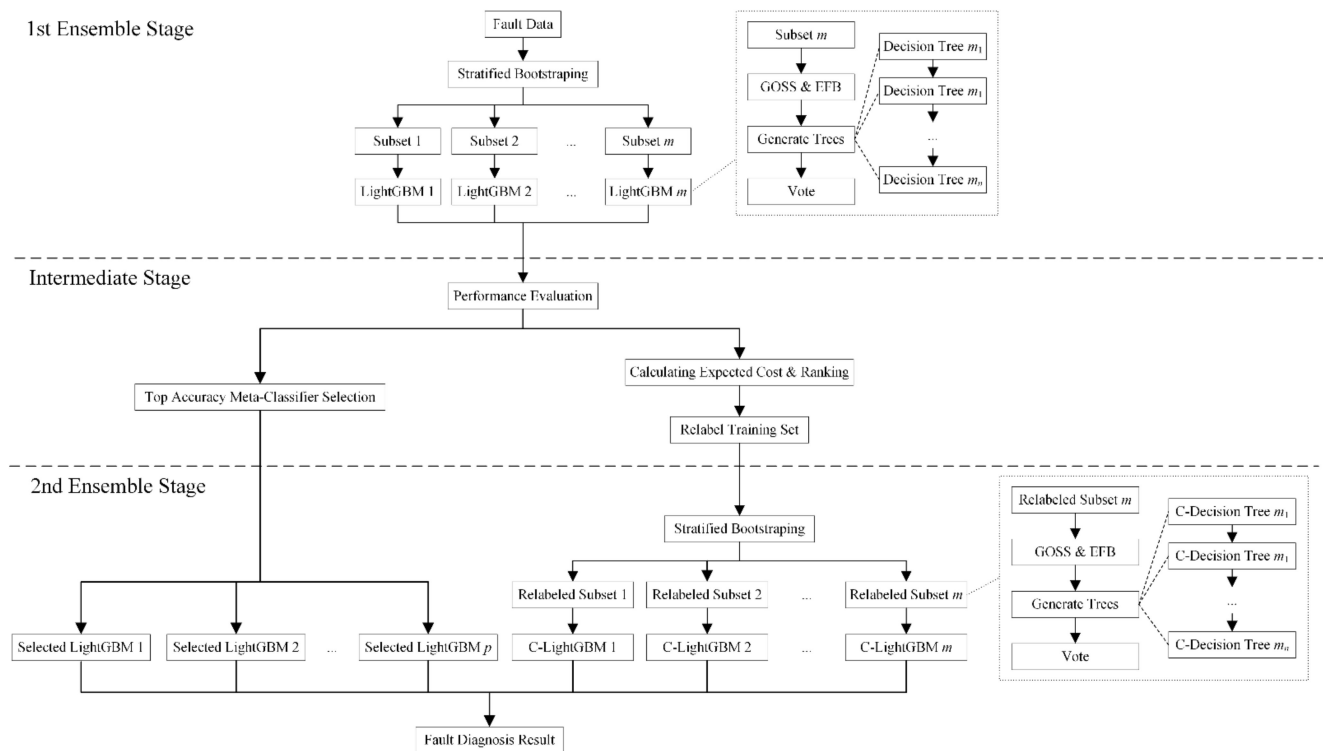 1st Ensemble Stage
Fault Data
Stratified Bootstraping
Subset 1
Subset 2
...
Subset m
LightGBM 1
LightGBM 2
...
LightGBM m
Subset m
GOSS & EFB
Generate Trees
Vote
Decision Tree m1
Decision Tree m1
...
Decision Tree mn
Intermediate Stage
Performance Evaluation
Top Accuracy Meta-Classifier Selection
Calculating Expected Cost & Ranking
Relabel Training Set
2nd Ensemble Stage
Stratified Bootstraping
Relabeled Subset 1
Relabeled Subset 2
...
Relabeled Subset m
Selected LightGBM 1
Selected LightGBM 2
...
Selected LightGBM p
C-LightGBM 1
C-LightGBM 2
...
C-LightGBM m
Relabeled Subset m
GOSS & EFB
Generate Trees
Vote
C-Decision Tree m1
C-Decision Tree m1
...
C-Decision Tree mn
Fault Diagnosis Result